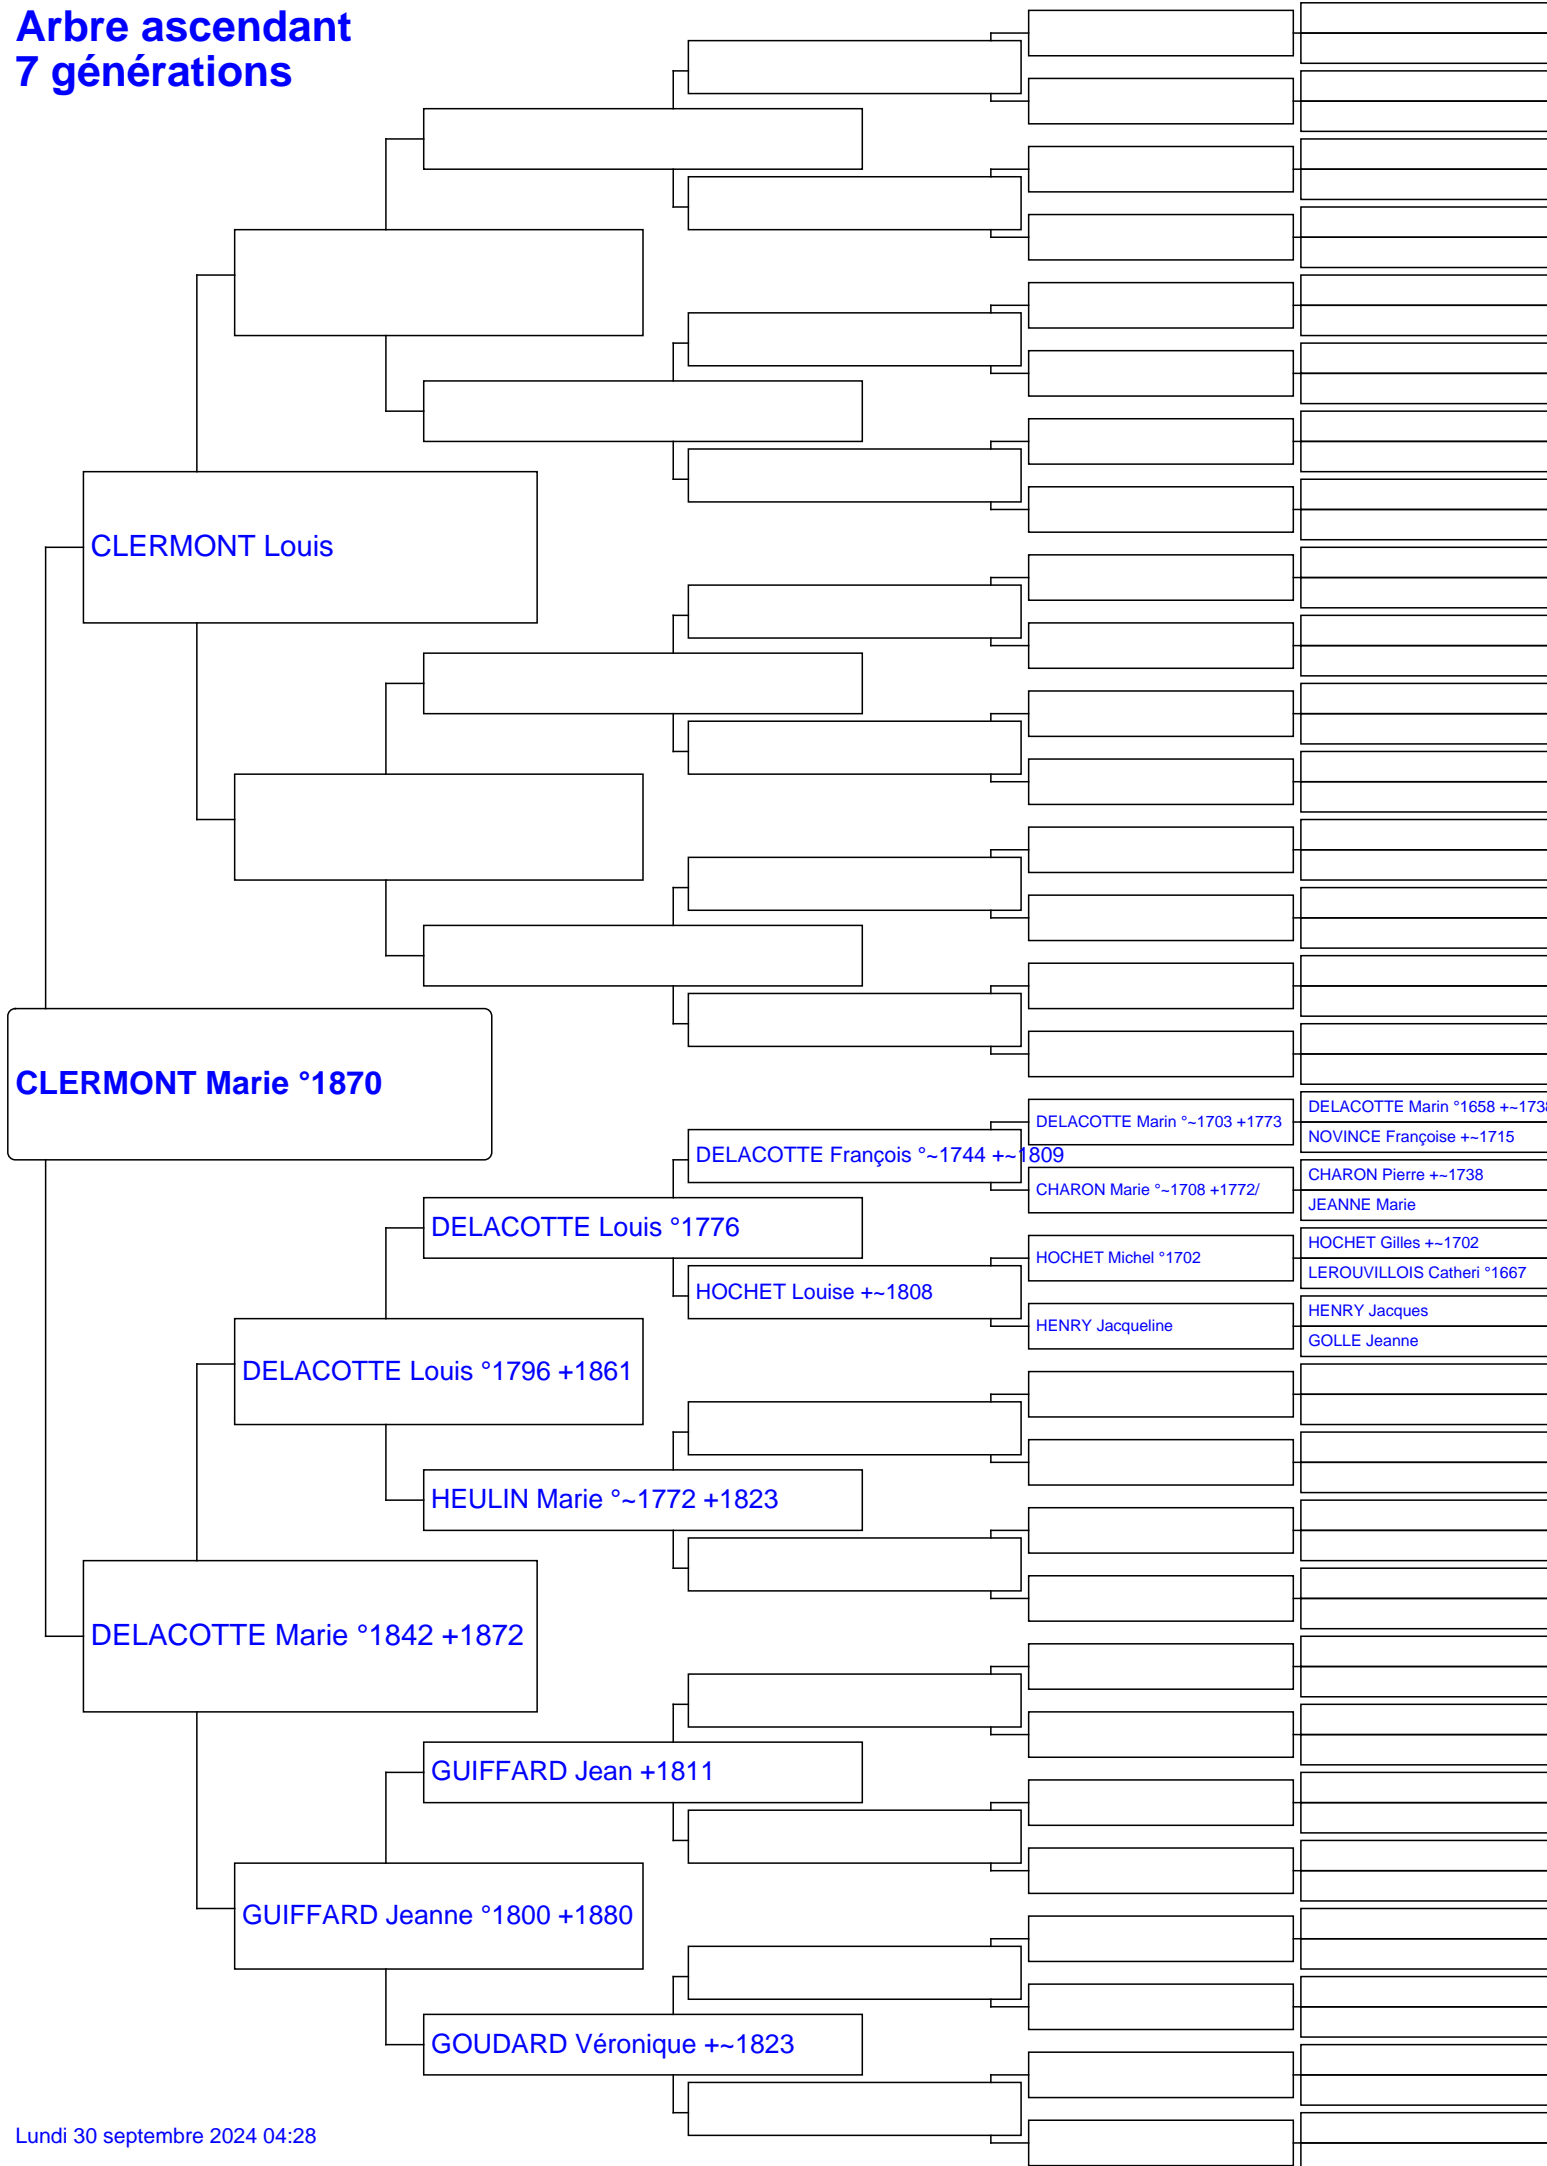 Arbre ascendant
7 générations
CLERMONT Louis
CLERMONT Marie °1870
DELACOTTE Marin °~1703 +1773
DELACOTTE Marin °1658 +~1738
NOVINCE Françoise +~1715
DELACOTTE François °~1744 +~1809
CHARON Marie °~1708 +1772/
CHARON Pierre +~1738
JEANNE Marie
DELACOTTE Louis °1776
HOCHET Michel °1702
HOCHET Gilles +~1702
LEROUVILLOIS Catheri °1667
HOCHET Louise +~1808
HENRY Jacqueline
HENRY Jacques
GOLLE Jeanne
DELACOTTE Louis °1796 +1861
HEULIN Marie °~1772 +1823
DELACOTTE Marie °1842 +1872
GUIFFARD Jean +1811
GUIFFARD Jeanne °1800 +1880
GOUDARD Véronique +~1823
Lundi 30 septembre 2024 04:28